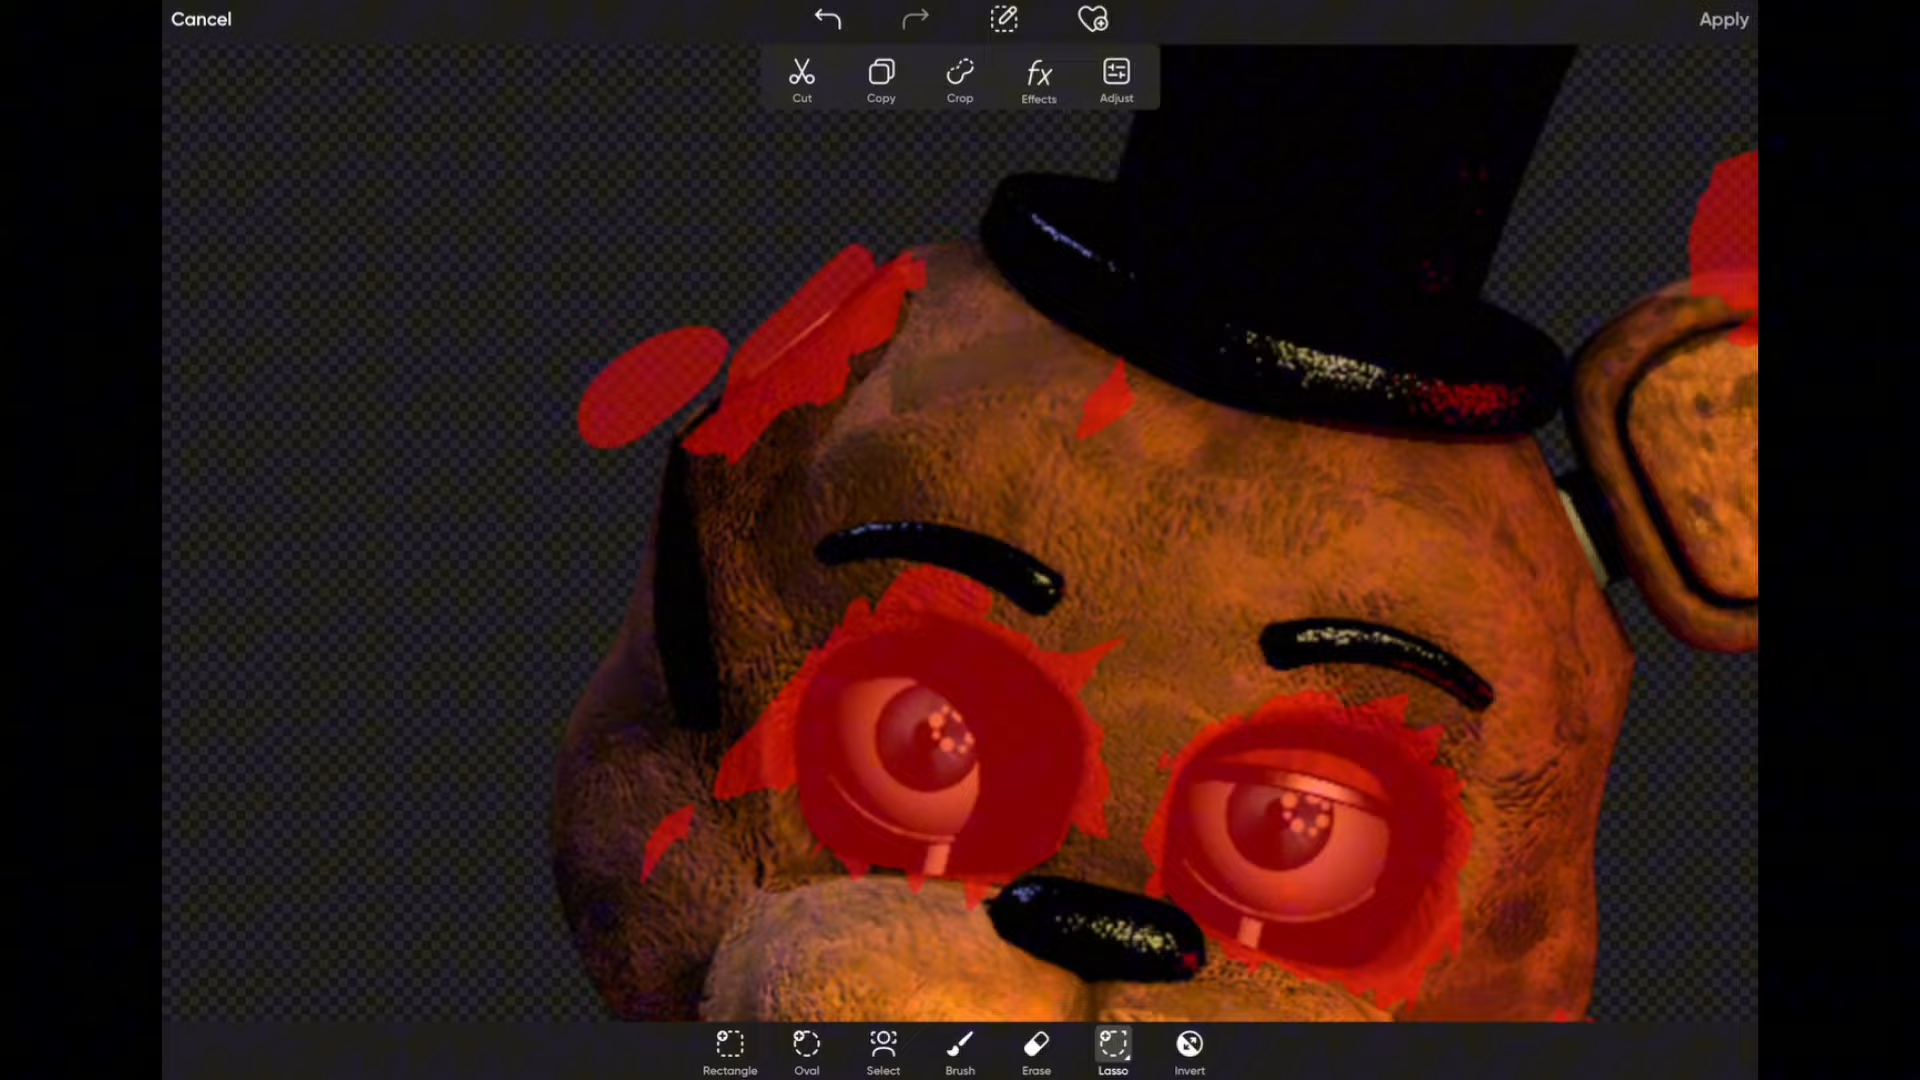 Cancel
Apply
Cut Copy Crop Effects Adjust
Rectangle Oval Select Brush Erase Lasso Invert